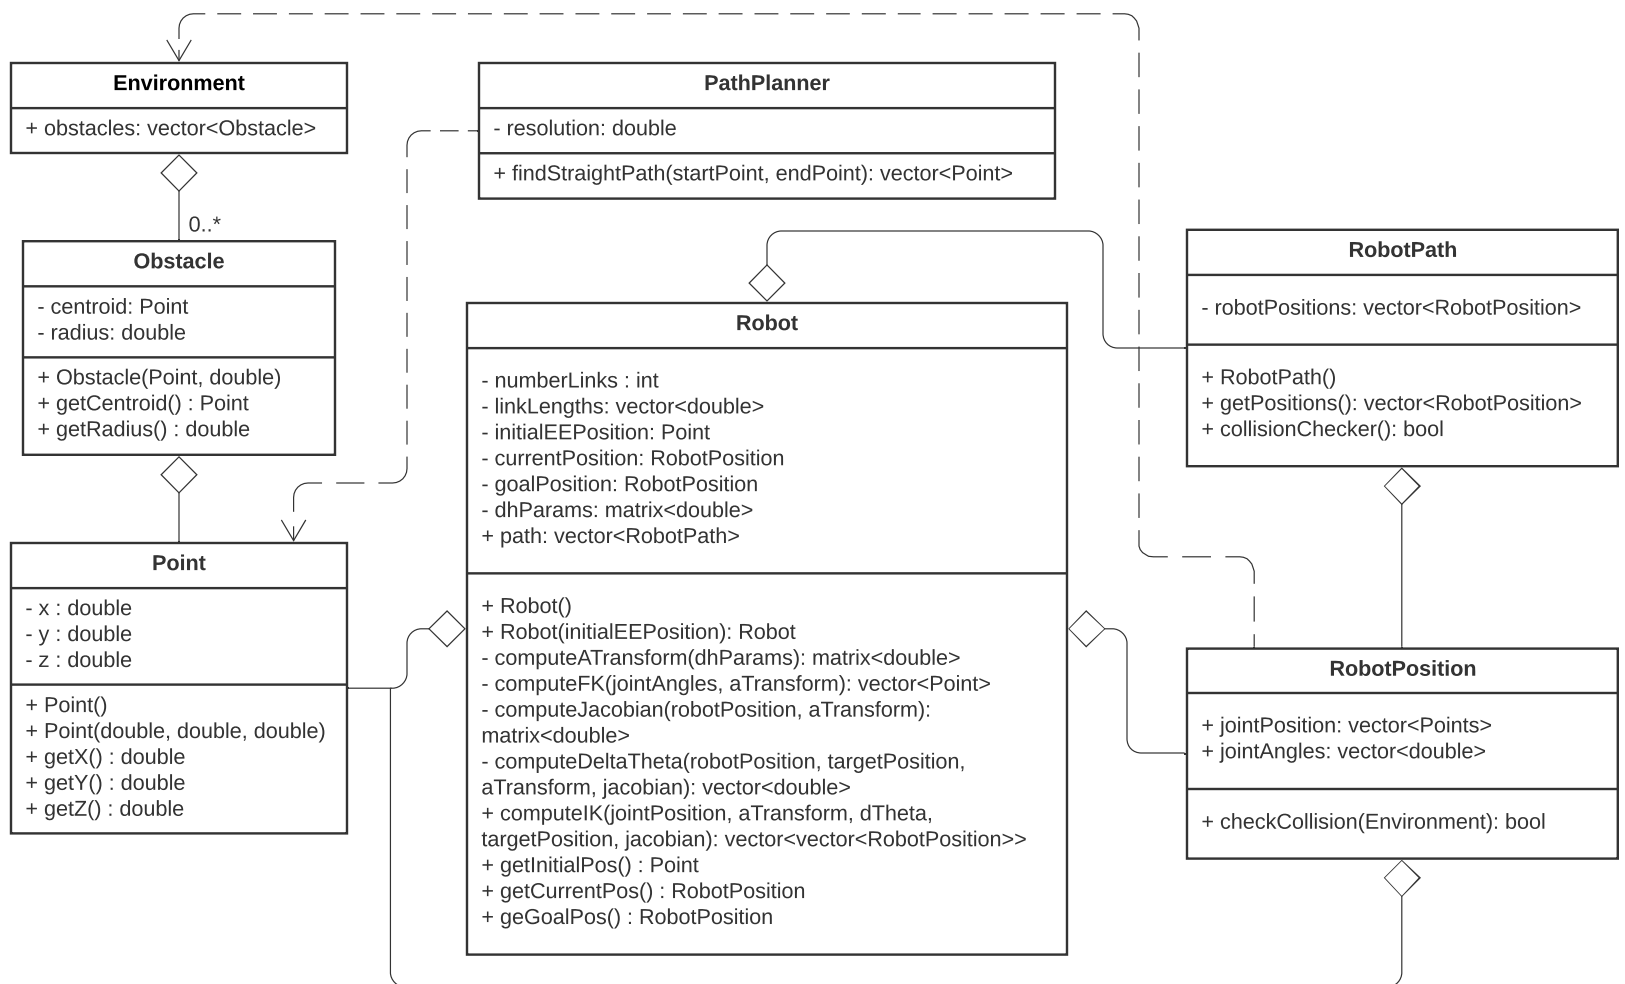 Environment
+ obstacles: vector<Obstacle>
0..*
Obstacle
- centroid: Point
- radius: double
+ Obstacle(Point, double)
+ getCentroid() : Point
+ getRadius() : double
Point
- x : double
- y : double
- z : double
+ Point()
+ Point(double, double, double)
+ getX() : double
+ getY() : double
+ getZ() : double
PathPlanner
- resolution: double
+ findStraightPath(startPoint, endPoint): vector<Point>
Robot
- numberLinks : int
- linkLengths: vector<double>
- initialEEPosition: Point
- currentPosition: RobotPosition
- goalPosition: RobotPosition
- dhParams: matrix<double>
+ path: vector<RobotPath>
+ Robot()
+ Robot(initialEEPosition): Robot
- computeATransform(dhParams): matrix<double>
- computeFK(jointAngles, aTransform): vector<Point>
- computeJacobian(robotPosition, aTransform):
matrix<double>
- computeDeltaTheta(robotPosition, targetPosition,
aTransform, jacobian): vector<double>
+ computeIK(jointPosition, aTransform, dTheta,
targetPosition, jacobian): vector<vector<RobotPosition>>
+ getInitialPos() : Point
+ getCurrentPos() : RobotPosition
+ geGoalPos() : RobotPosition
RobotPath
- robotPositions: vector<RobotPosition>
+ RobotPath()
+ getPositions(): vector<RobotPosition>
+ collisionChecker(): bool
RobotPosition
+ jointPosition: vector<Points>
+ jointAngles: vector<double>
+ checkCollision(Environment): bool